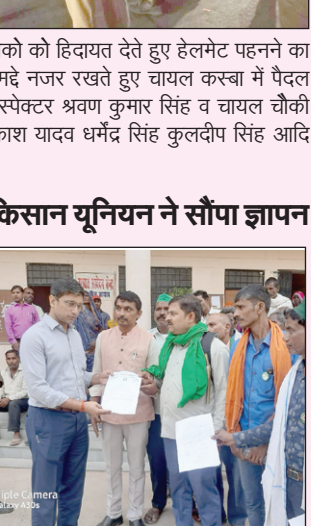 को को हिदायत देते हुए हेलमेट पहनने का
मद्दे नजर रखते हुए चायल कस्बा में पैदल
स्पेक्टर श्रवण कुमार सिंह व चायल चौकी
काश यादव धर्मेंद्र सिंह कुलदीप सिंह आदि
किसान यूनियन ने सौंपा ज्ञापन
iple Camera
alaxy A30s